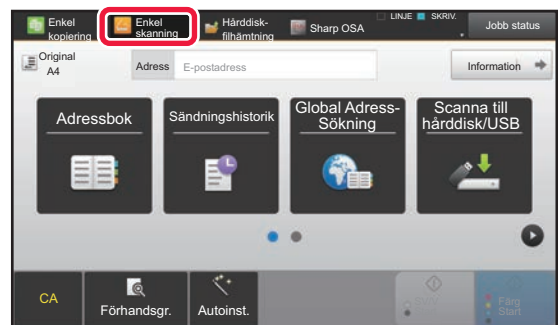 Enkel
kopiering
Enkel
skanning
Hårddisk-
filhämtning
Sharp OSA
LINJE
SKRIV.
Jobb status
Original
A4
Adress
E-postadress
Information
Adressbok
Sändningshistorik
Global Adress-
Sökning
Scanna till
hårddisk/USB
CA
Förhandsgr.
Autoinst.
Färg
Start